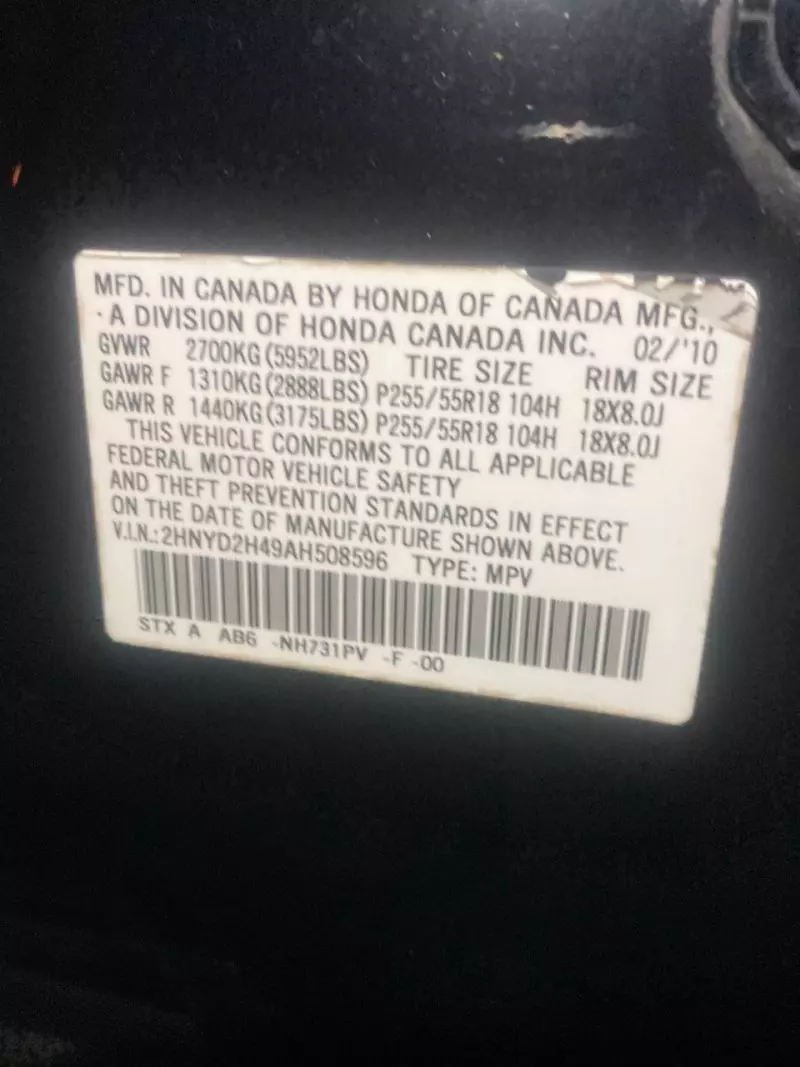 MFD. IN CANADA BY HONDA OF CANADA MFG.,
A DIVISION OF HONDA CANADA INC. 02/'10
GVWR 2700KG(5952LBS) TIRE SIZE RIM SIZE
GAWR F 1310KG(2888LBS) P255/55R18 104H 18X8.0J
GAWR R 1440KG(3175LBS) P255/55R18 104H 18X8.0J
THIS VEHICLE CONFORMS TO ALL APPLICABLE
FEDERAL MOTOR VEHICLE SAFETY
AND THEFT PREVENTION STANDARDS IN EFFECT
ON THE DATE OF MANUFACTURE SHOWN ABOVE.
V.I.N.:2HNYD2H49AH508596 TYPE: MPV
STX A AB6 -NH731PV -F -00